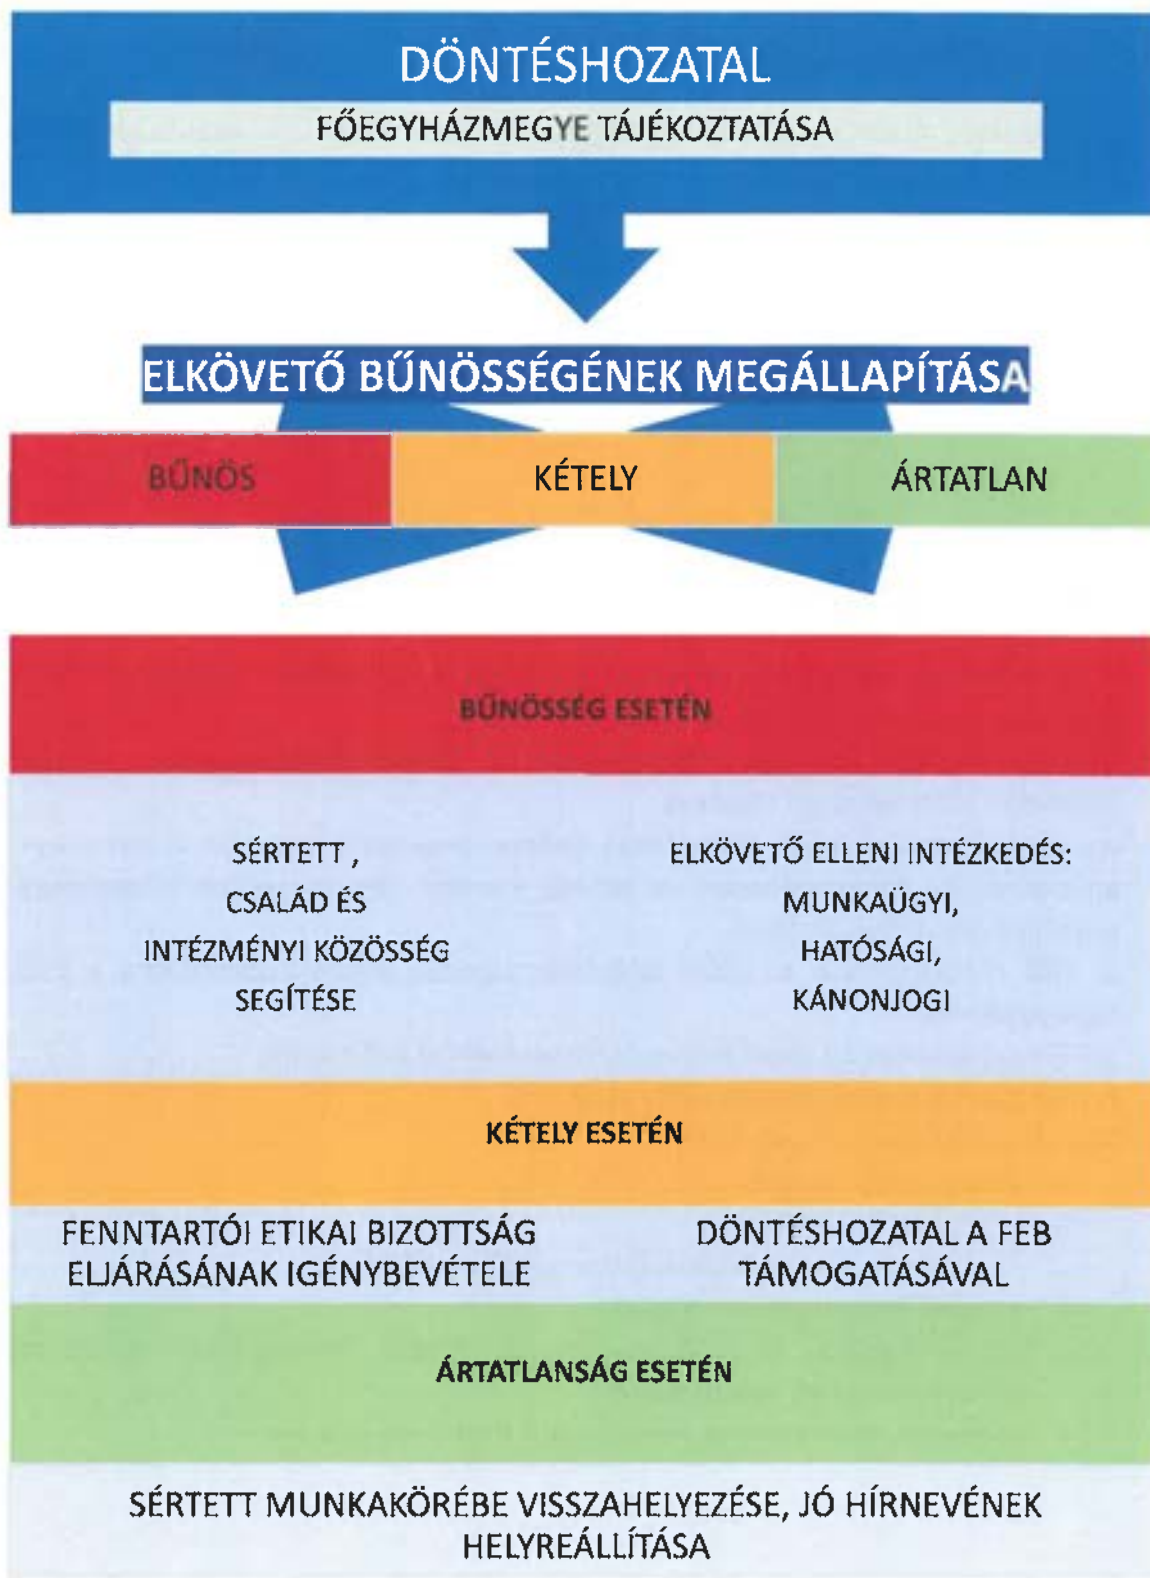 DÖNTÉSHOZATAL
FŐEGYHÁZMEGYE TÁJÉKOZTATÁSA
ELKÖVETŐ BŰNÖSSÉGÉNEK MEGÁLLAPÍTÁSA
BŰNÖS
KÉTELY
ÁRTATLAN
BŰNÖSSÉG ESETÉN
SÉRTETT ,
CSALÁD ÉS
INTÉZMÉNYI KÖZÖSSÉG
SEGÍTÉSE
ELKÖVETŐ ELLENI INTÉZKEDÉS:
MUNKAÜGYI,
HATÓSÁGI,
KÁNONJOGI
KÉTELY ESETÉN
FENNTARTÓI ETIKAI BIZOTTSÁG
ELJÁRÁSÁNAK IGÉNYBEVÉTELE
DÖNTÉSHOZATAL A FEB
TÁMOGATÁSÁVAL
ÁRTATLANSÁG ESETÉN
SÉRTETT MUNKAKÖRÉBE VISSZAHELYEZÉSE, JÓ HÍRNEVÉNEK
HELYREÁLLÍTÁSA